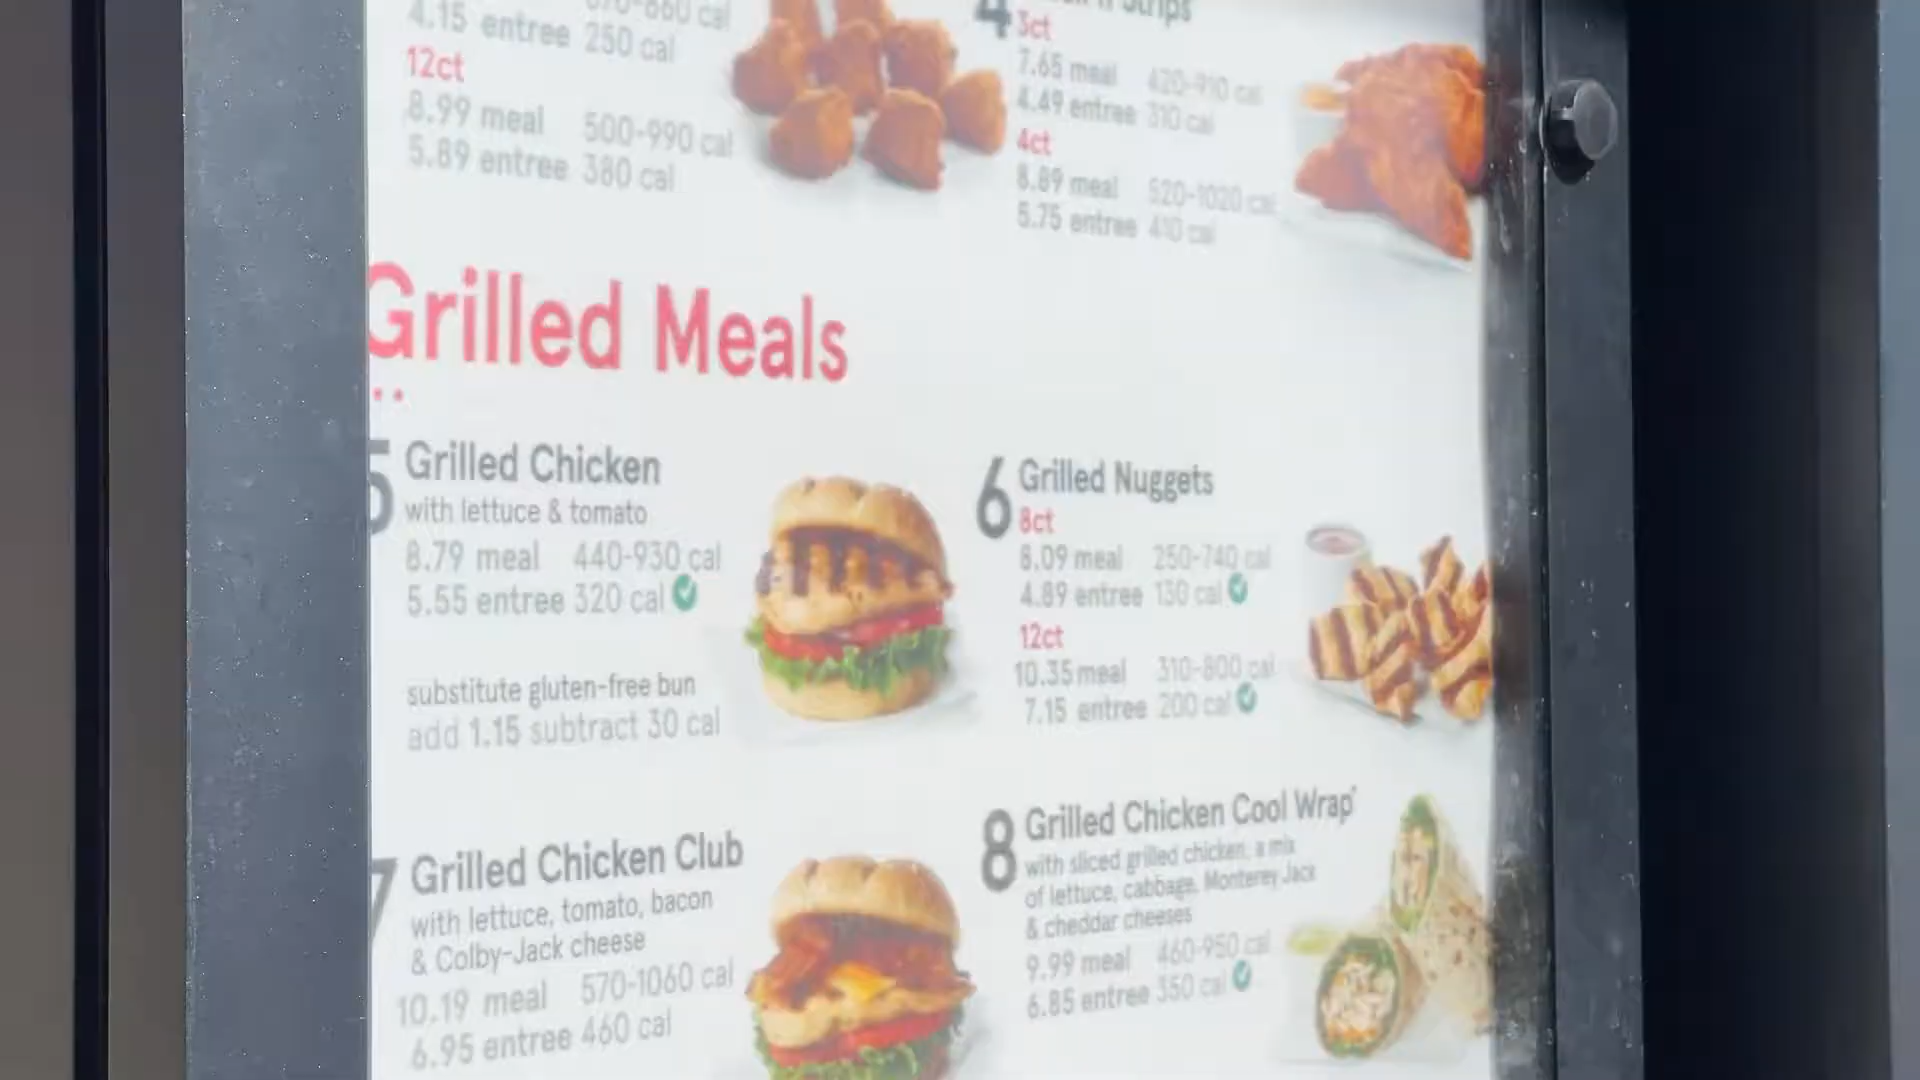 4.15 entree 250 cal
12ct
8.99 meal 500-990 cal
5.89 entree 380 cal
4
3ct
7.65 meal 420-910 cal
4.49 entree 310 cal
4ct
8.89 meal 520-1020 cal
5.75 entree 410 cal
Grilled Meals
5 Grilled Chicken
with lettuce & tomato
8.79 meal 440-930 cal
5.55 entree 320 cal
substitute gluten-free bun
add 1.15 subtract 30 cal
6 Grilled Nuggets
8ct
8.09 meal 250-740 cal
4.89 entree 130 cal
12ct
10.35 meal 310-800 cal
7.15 entree 200 cal
7 Grilled Chicken Club
with lettuce, tomato, bacon
& Colby-Jack cheese
10.19 meal 570-1060 cal
6.95 entree 460 cal
8 Grilled Chicken Cool Wrap
with sliced grilled chicken, a mix
of lettuce, cabbage, Monterey Jack
& cheddar cheeses
9.99 meal 460-950 cal
6.85 entree 350 cal